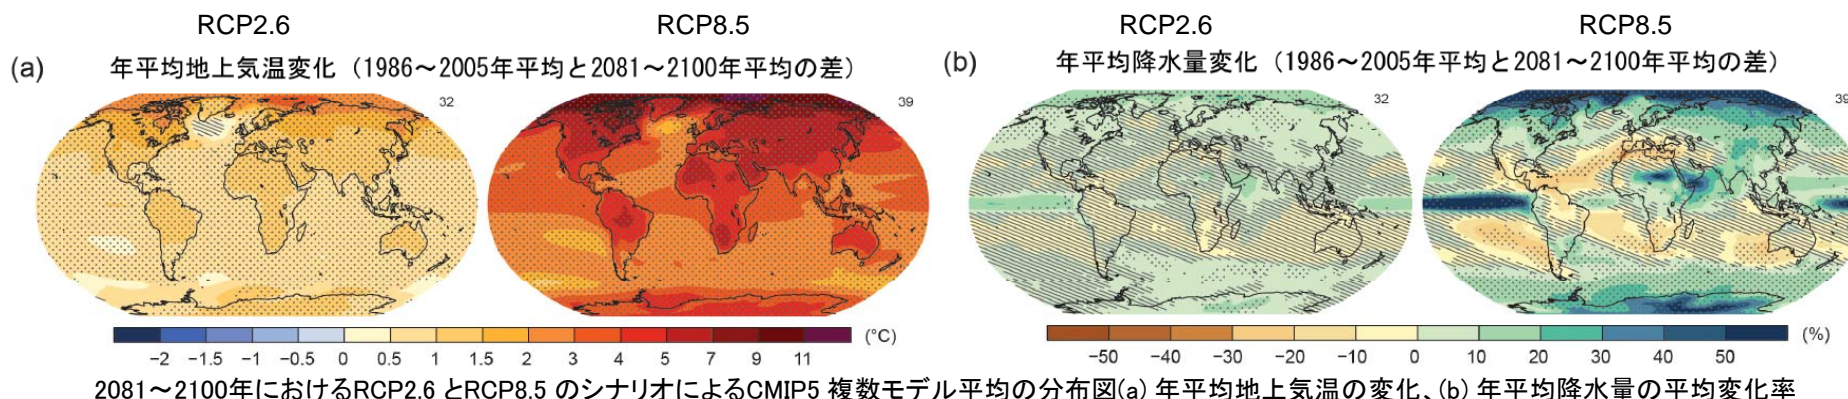 RCP2.6 RCP8.5 RCP2.6 RCP8.5
(a) 年平均地上気温変化 (1986～2005年平均と2081～2100年平均の差) (b) 年平均降水量変化 (1986～2005年平均と2081～2100年平均の差)
32 39 32 39
−2 −1.5 −1 −0.5 0 0.5 1 1.5 2 3 4 5 7 9 11 (°C)
−50 −40 −30 −20 −10 0 10 20 30 40 50 (%)
2081～2100年におけるRCP2.6 とRCP8.5 のシナリオによるCMIP5 複数モデル平均の分布図(a) 年平均地上気温の変化、(b) 年平均降水量の平均変化率